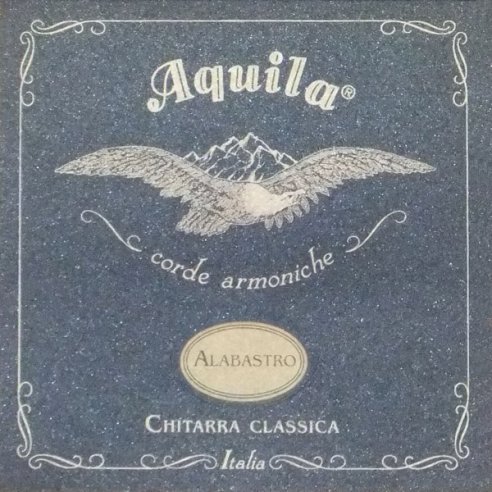 Aquila®
corde armoniche
ALABASTRO
CHITARRA CLASSICA
Italia